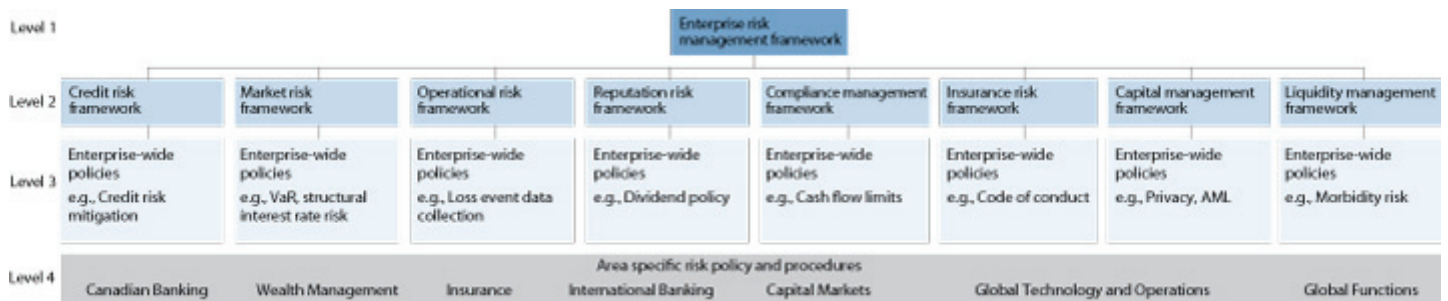 Level 1
Enterprise risk
management framework
Level 2
Credit risk
framework
Market risk
framework
Operational risk
framework
Reputation risk
framework
Compliance management
framework
Insurance risk
framework
Capital management
framework
Liquidity management
framework
Level 3
Enterprise-wide
policies
e.g., Credit risk
mitigation
Enterprise-wide
policies
e.g., VaR, structural
interest rate risk
Enterprise-wide
policies
e.g., Loss event data
collection
Enterprise-wide
policies
e.g., Dividend policy
Enterprise-wide
policies
e.g., Cash flow limits
Enterprise-wide
policies
e.g., Code of conduct
Enterprise-wide
policies
e.g., Privacy, AML
Enterprise-wide
policies
e.g., Morbidity risk
Level 4
Area specific risk policy and procedures
Canadian Banking Wealth Management Insurance International Banking Capital Markets Global Technology and Operations Global Functions